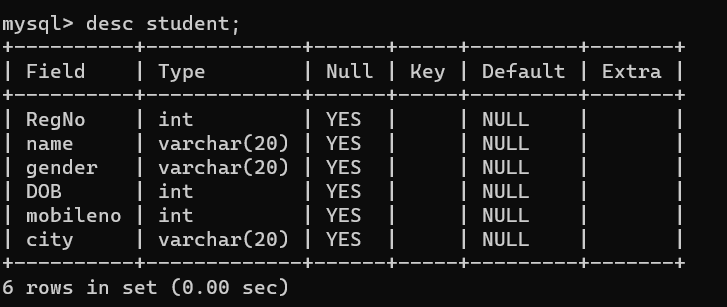 mysql> desc student;
+----------+-------------+------+-----+---------+-------+
| Field    | Type        | Null | Key | Default | Extra |
+----------+-------------+------+-----+---------+-------+
| RegNo    | int         | YES  |     | NULL    |       |
| name     | varchar(20) | YES  |     | NULL    |       |
| gender   | varchar(20) | YES  |     | NULL    |       |
| DOB      | int         | YES  |     | NULL    |       |
| mobileno | int         | YES  |     | NULL    |       |
| city     | varchar(20) | YES  |     | NULL    |       |
+----------+-------------+------+-----+---------+-------+
6 rows in set (0.00 sec)